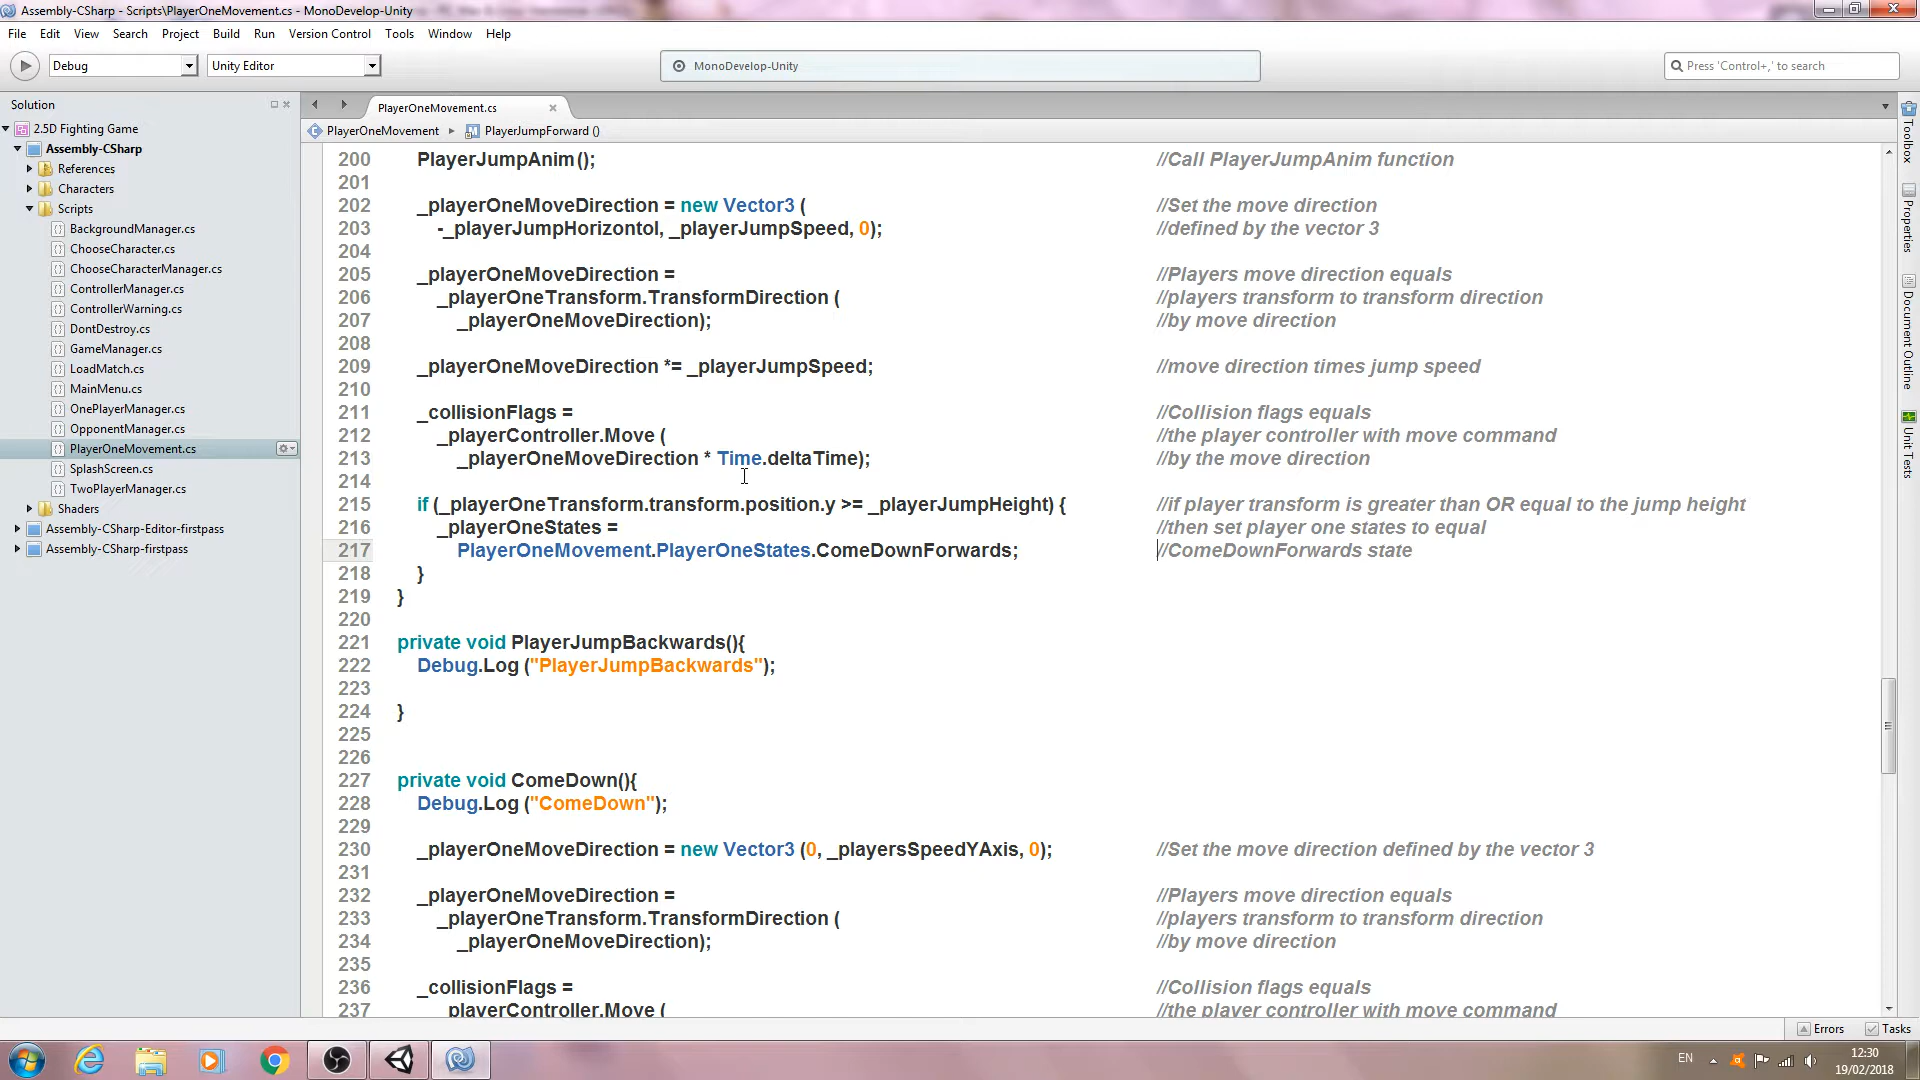 Assembly-CSharp - Scripts\PlayerOneMovement.cs - MonoDevelop-Unity
File Edit View Search Project Build Run Version Control Tools Window Help
Debug Unity Editor MonoDevelop-Unity Press 'Control+,' to search
Solution
2.5D Fighting Game
Assembly-CSharp
References
Characters
Scripts
BackgroundManager.cs
ChooseCharacter.cs
ChooseCharacterManager.cs
ControllerManager.cs
ControllerWarning.cs
DontDestroy.cs
GameManager.cs
LoadMatch.cs
MainMenu.cs
OnePlayerManager.cs
OpponentManager.cs
PlayerOneMovement.cs
SplashScreen.cs
TwoPlayerManager.cs
Shaders
Assembly-CSharp-Editor-firstpass
Assembly-CSharp-firstpass
PlayerOneMovement.cs
PlayerOneMovement PlayerJumpForward ()
200 PlayerJumpAnim(); //Call PlayerJumpAnim function
201
202 _playerOneMoveDirection = new Vector3 ( //Set the move direction
203 -_playerJumpHorizontol, _playerJumpSpeed, 0); //defined by the vector 3
204
205 _playerOneMoveDirection = //Players move direction equals
206 _playerOneTransform.TransformDirection ( //players transform to transform direction
207 _playerOneMoveDirection); //by move direction
208
209 _playerOneMoveDirection *= _playerJumpSpeed; //move direction times jump speed
210
211 _collisionFlags = //Collision flags equals
212 _playerController.Move ( //the player controller with move command
213 _playerOneMoveDirection * Time.deltaTime); //by the move direction
214
215 if (_playerOneTransform.transform.position.y >= _playerJumpHeight) { //if player transform is greater than OR equal to the jump height
216 _playerOneStates = //then set player one states to equal
217 PlayerOneMovement.PlayerOneStates.ComeDownForwards; //ComeDownForwards state
218 }
219 }
220
221 private void PlayerJumpBackwards(){
222 Debug.Log ("PlayerJumpBackwards");
223
224 }
225
226
227 private void ComeDown(){
228 Debug.Log ("ComeDown");
229
230 _playerOneMoveDirection = new Vector3 (0, _playersSpeedYAxis, 0); //Set the move direction defined by the vector 3
231
232 _playerOneMoveDirection = //Players move direction equals
233 _playerOneTransform.TransformDirection ( //players transform to transform direction
234 _playerOneMoveDirection); //by move direction
235
236 _collisionFlags = //Collision flags equals
237 _playerController.Move ( //the player controller with move command
Toolbox
Properties
Document Outline
Unit Tests
Errors Tasks
EN
12:30
19/02/2018